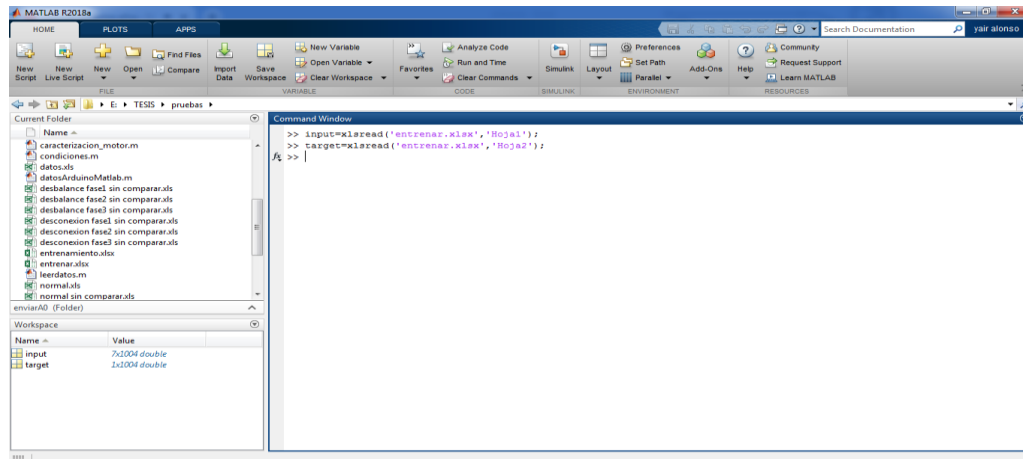 MATLAB R2018a
HOME PLOTS APPS
Search Documentation
yair alonso
New Script
New Live Script
New
Open
Find Files
Compare
Import Data
Save Workspace
New Variable
Open Variable
Clear Workspace
Favorites
Analyze Code
Run and Time
Clear Commands
Simulink
Layout
Preferences
Set Path
Parallel
Add-Ons
Help
Community
Request Support
Learn MATLAB
FILE VARIABLE CODE SIMULINK ENVIRONMENT RESOURCES
E: TESIS pruebas
Current Folder
Name
caracterizacion_motor.m
condiciones.m
datos.xls
datosArduinoMatlab.m
desbalance fase1 sin comparar.xls
desbalance fase2 sin comparar.xls
desbalance fase3 sin comparar.xls
desconexion fase1 sin comparar.xls
desconexion fase2 sin comparar.xls
desconexion fase3 sin comparar.xls
entrenamiento.xlsx
entrenar.xlsx
leerdatos.m
normal.xls
normal sin comparar.xls
enviarA0 (Folder)
Workspace
Name Value
input 7x1004 double
target 1x1004 double
Command Window
>> input=xlsread('entrenar.xlsx','Hoja1');
>> target=xlsread('entrenar.xlsx','Hoja2');
fx >>